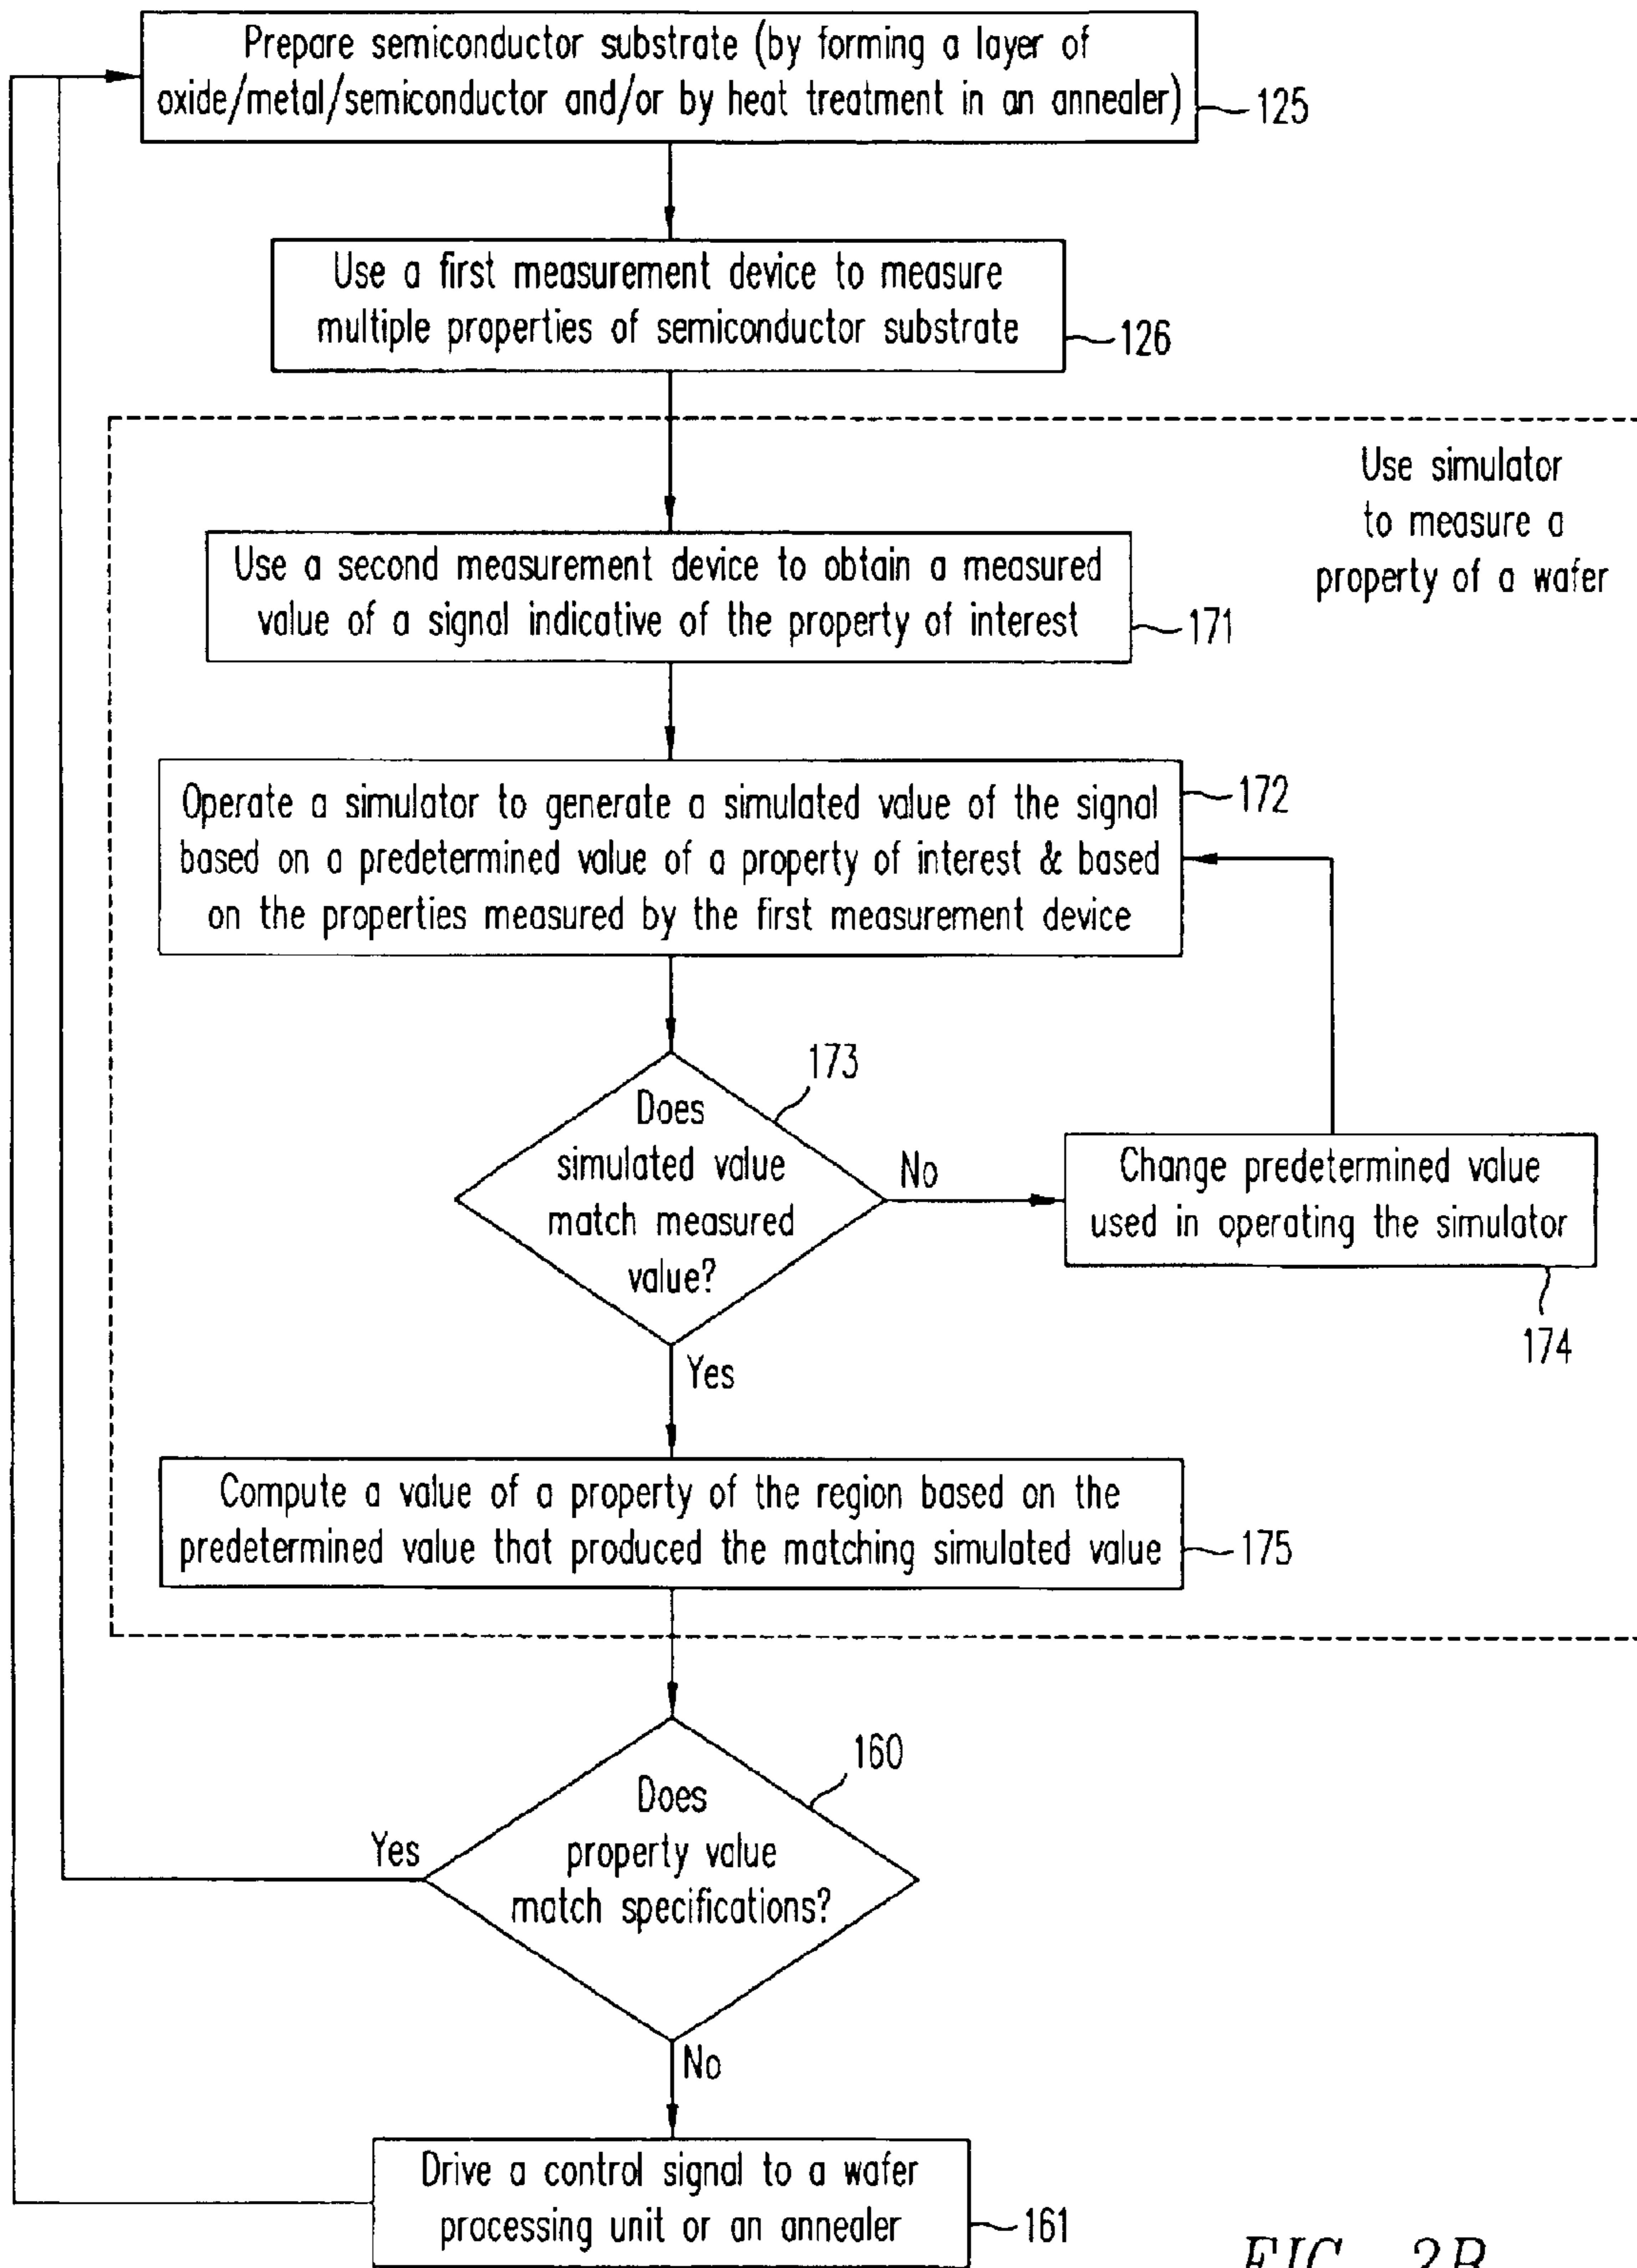 Prepare semiconductor substrate (by forming a layer of
oxide/metal/semiconductor and/or by heat treatment in an annealer)
125
Use a first measurement device to measure
multiple properties of semiconductor substrate
126
Use simulator
to measure a
property of a wafer
Use a second measurement device to obtain a measured
value of a signal indicative of the property of interest
171
Operate a simulator to generate a simulated value of the signal
based on a predetermined value of a property of interest & based
on the properties measured by the first measurement device
172
Does
simulated value
match measured
value?
173
No
Change predetermined value
used in operating the simulator
174
Yes
Compute a value of a property of the region based on the
predetermined value that produced the matching simulated value
175
Does
property value
match specifications?
160
Yes
No
Drive a control signal to a wafer
processing unit or an annealer
161
FIG. 2B